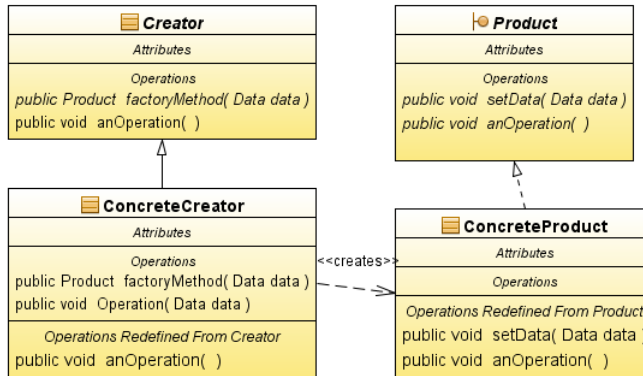 Creator
Attributes
Operations
public Product factoryMethod( Data data )
public void anOperation( )
Product
Attributes
Operations
public void setData( Data data )
public void anOperation( )
ConcreteCreator
Attributes
Operations
public Product factoryMethod( Data data )
public void Operation( Data data )
Operations Redefined From Creator
public void anOperation( )
<<creates>>
ConcreteProduct
Attributes
Operations
Operations Redefined From Product
public void setData( Data data )
public void anOperation( )